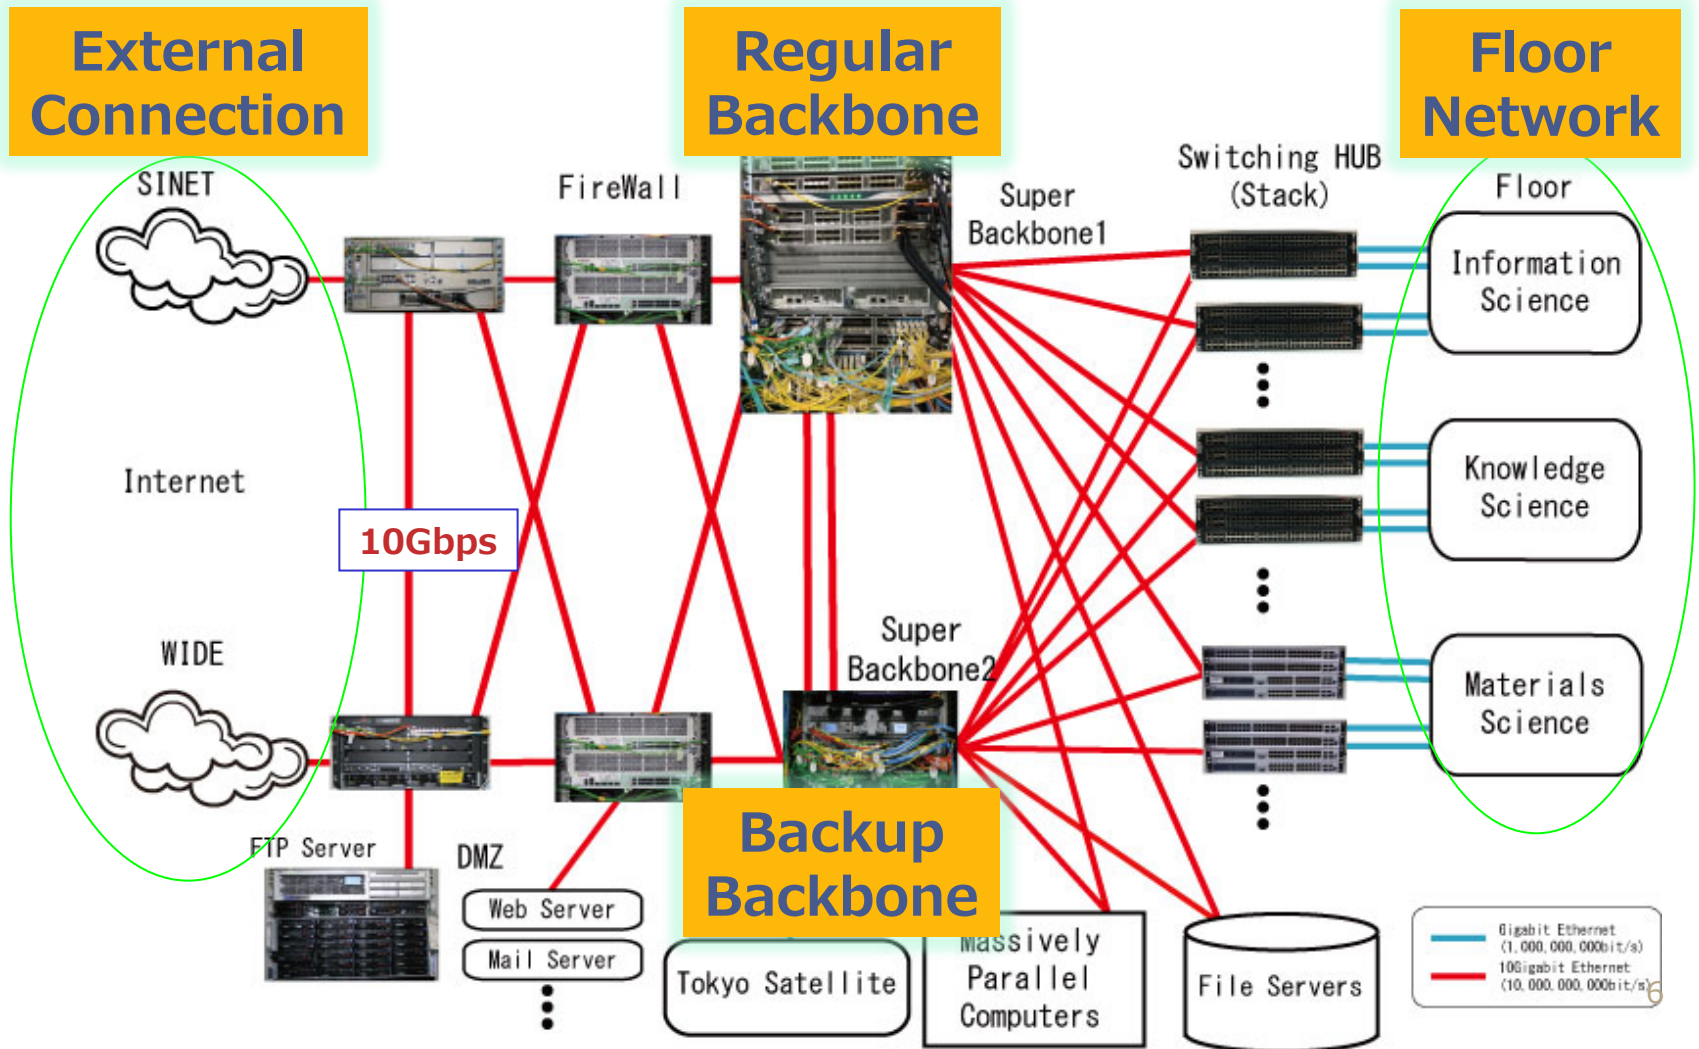 External
Connection
Regular
Backbone
Floor
Network
SINET
FireWall
Super
Backbone1
Switching HUB
(Stack)
Floor
Information
Science
Internet
10Gbps
Knowledge
Science
WIDE
Super
Backbone2
Materials
Science
FTP Server
DMZ
Web Server
Mail Server
Backup
Backbone
Tokyo Satellite
Massively
Parallel
Computers
File Servers
Gigabit Ethernet
(1,000,000,000bit/s)
10Gigabit Ethernet
(10,000,000,000bit/s)
6